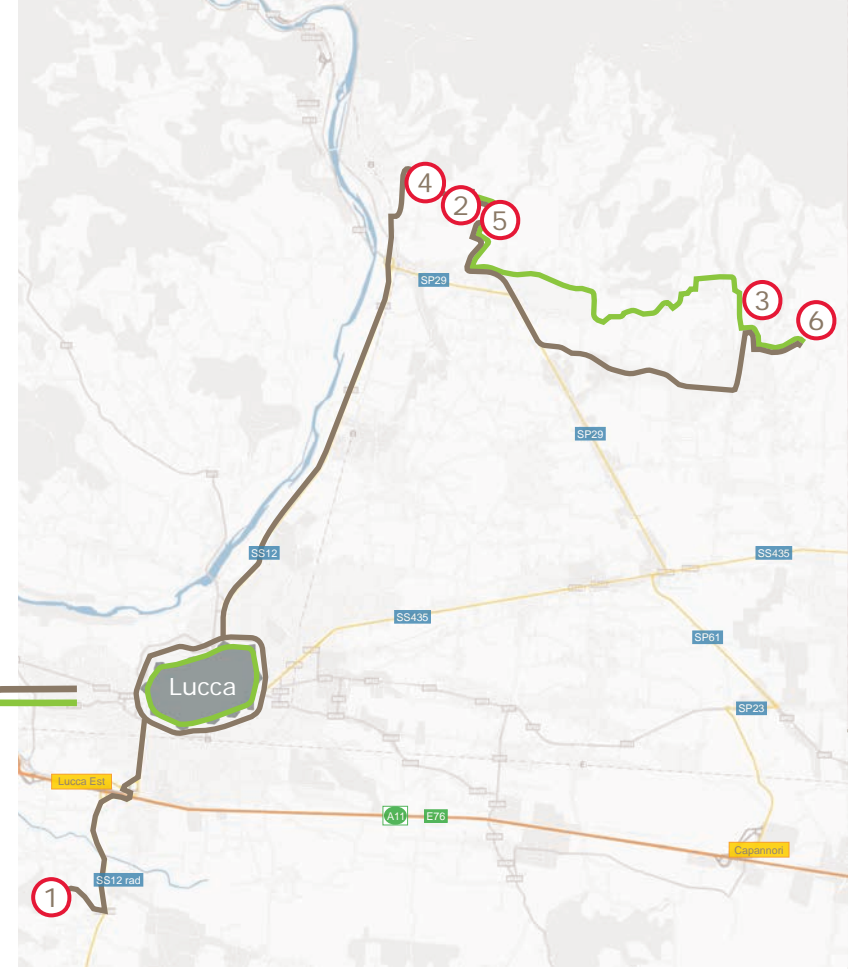 4
2
5
SP29
3
6
SP29
SS12
SS435
SS435
SP61
Lucca
SP23
Lucca Est
A11
E76
Capannori
SS12 rad
1